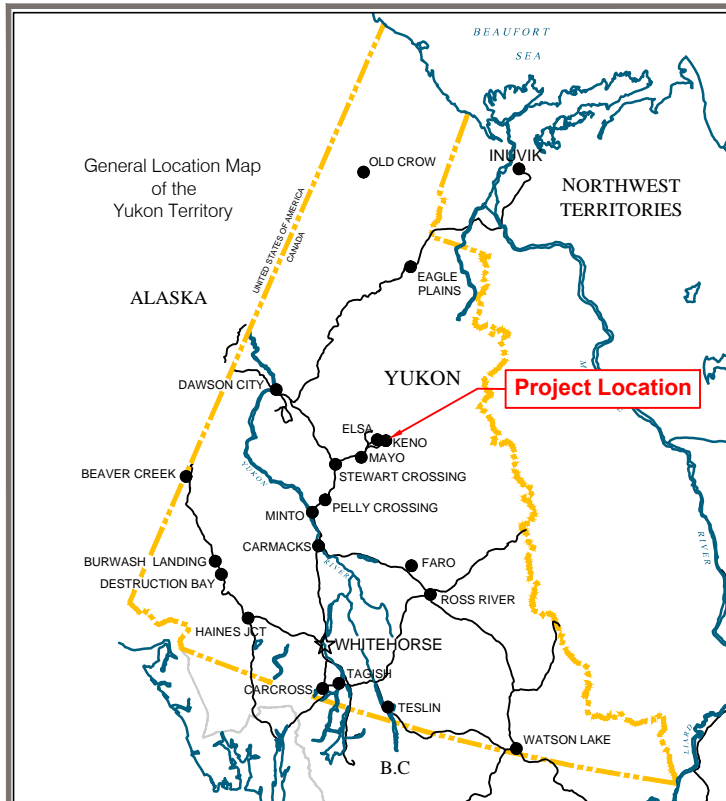 BEAUFORT
SEA
General Location Map
of the
Yukon Territory
OLD CROW
INUVIK
NORTHWEST
TERRITORIES
UNITED STATES OF AMERICA
CANADA
EAGLE
PLAINS
ALASKA
YUKON
Project Location
DAWSON CITY
ELSA
KENO
MAYO
STEWART CROSSING
BEAVER CREEK
YUKON
PELLY CROSSING
MINTO
CARMACKS
RIVER
RIVER
BURWASH LANDING
DESTRUCTION BAY
FARO
ROSS RIVER
HAINES JCT
WHITEHORSE
TAGISH
CARCROSS
TESLIN
WATSON LAKE
LIARD
B.C